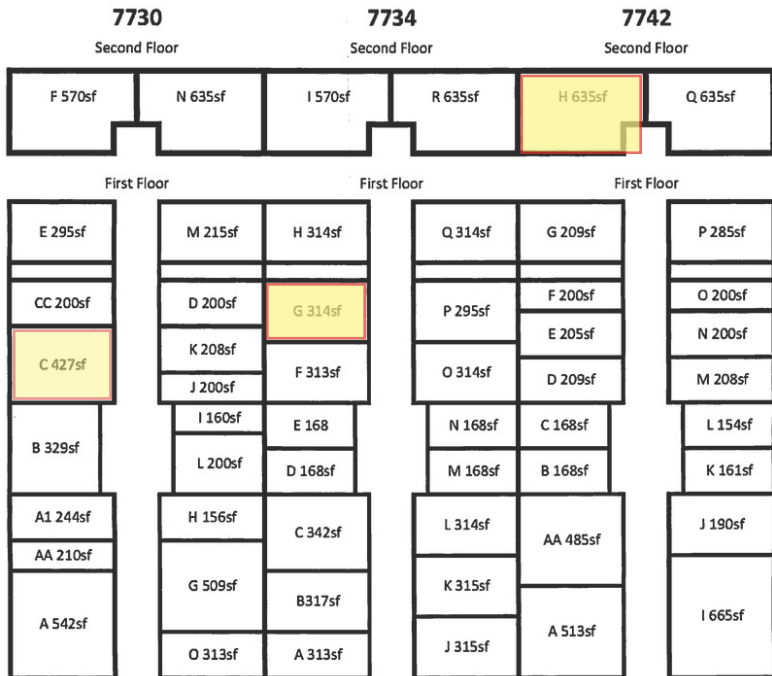 7730 7734 7742
Second Floor Second Floor Second Floor
F 570sf N 635sf I 570sf R 635sf H 635sf Q 635sf
First Floor First Floor First Floor
E 295sf M 215sf H 314sf Q 314sf G 209sf P 285sf
CC 200sf D 200sf G 314sf P 295sf F 200sf O 200sf
E 205sf N 200sf
C 427sf K 208sf F 313sf O 314sf D 209sf M 208sf
J 200sf
I 160sf E 168 N 168sf C 168sf L 154sf
B 329sf L 200sf D 168sf M 168sf B 168sf K 161sf
A1 244sf H 156sf C 342sf L 314sf AA 485sf J 190sf
AA 210sf
G 509sf B317sf K 315sf I 665sf
A 542sf A 513sf
O 313sf A 313sf J 315sf